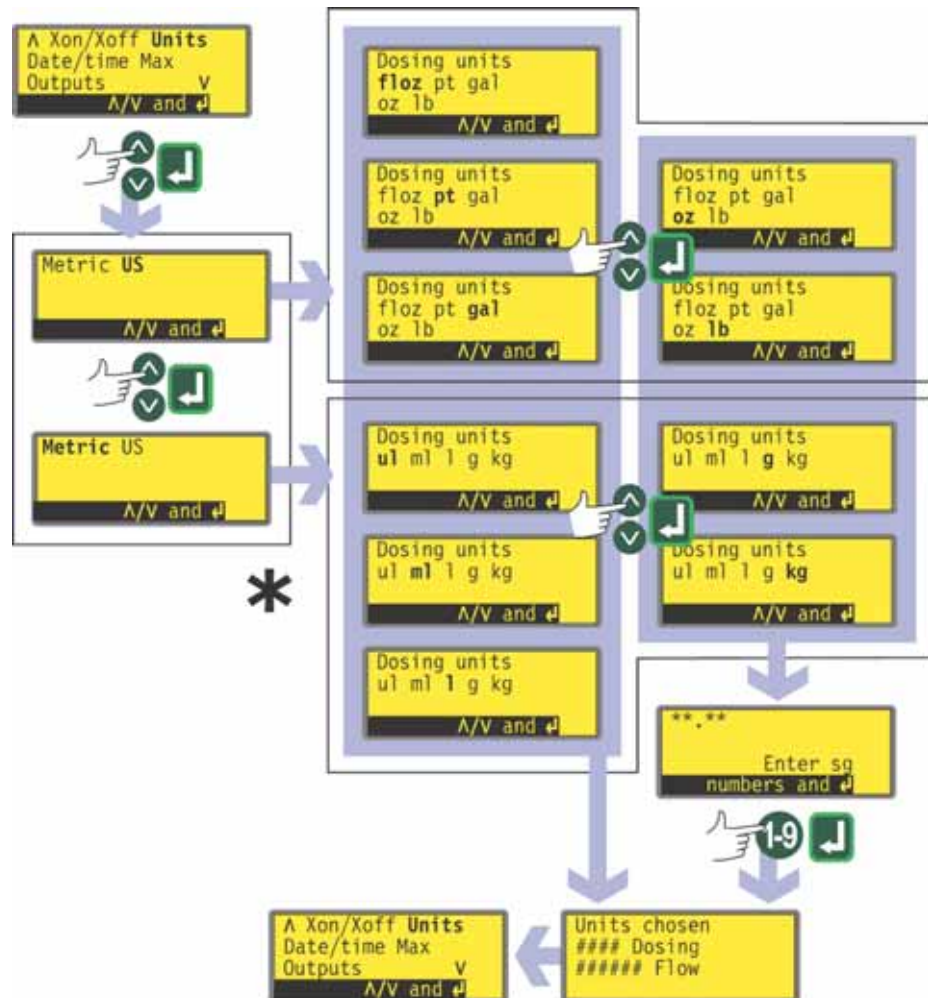 Λ Xon/Xoff Units
Date/time Max
Outputs V
Λ/V and ↵
Metric US
Λ/V and ↵
Metric US
Λ/V and ↵
*
Dosing units
floz pt gal
oz lb
Λ/V and ↵
Dosing units
floz pt gal
oz lb
Λ/V and ↵
Dosing units
floz pt gal
oz lb
Λ/V and ↵
Dosing units
floz pt gal
oz lb
Λ/V and ↵
Dosing units
floz pt gal
oz lb
Λ/V and ↵
Dosing units
ul ml l g kg
Λ/V and ↵
Dosing units
ul ml l g kg
Λ/V and ↵
Dosing units
ul ml l g kg
Λ/V and ↵
Dosing units
ul ml l g kg
Λ/V and ↵
Dosing units
ul ml l g kg
Λ/V and ↵
**.**
Enter sg
numbers and ↵
1-9
Units chosen
#### Dosing
###### Flow
Λ Xon/Xoff Units
Date/time Max
Outputs V
Λ/V and ↵